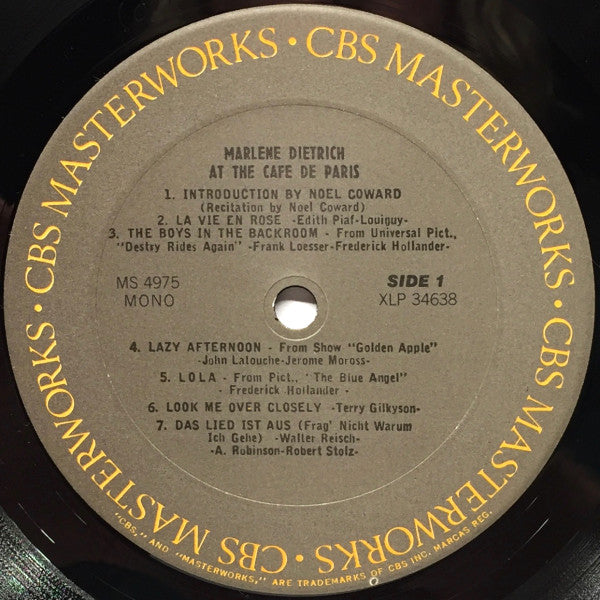 CBS MASTERWORKS · CBS MASTERWORKS · CBS MASTERWORKS · CBS MASTERWORKS ·
MARLENE DIETRICH
AT THE CAFE DE PARIS
1. INTRODUCTION BY NOEL COWARD
(Recitation by Noel Coward)
2. LA VIE EN ROSE -Edith Piaf-Louiguy-
3. THE BOYS IN THE BACKROOM - From Universal Pict.,
"Destry Rides Again" -Frank Loesser-Frederick Hollander-
MS 4975
MONO
SIDE 1
XLP 34638
4. LAZY AFTERNOON - From Show "Golden Apple"
-John Latouche-Jerome Moross-
5. LOLA - From Pict., 'The Blue Angel"
- Frederick Hollander -
6. LOOK ME OVER CLOSELY -Terry Gilkyson-
7. DAS LIED IST AUS (Frag' Nicht Warum
Ich Gehe) -Walter Reisch-
-A. Robinson-Robert Stolz-
"CBS," AND "MASTERWORKS," ARE TRADEMARKS OF CBS INC. MARCAS REG.